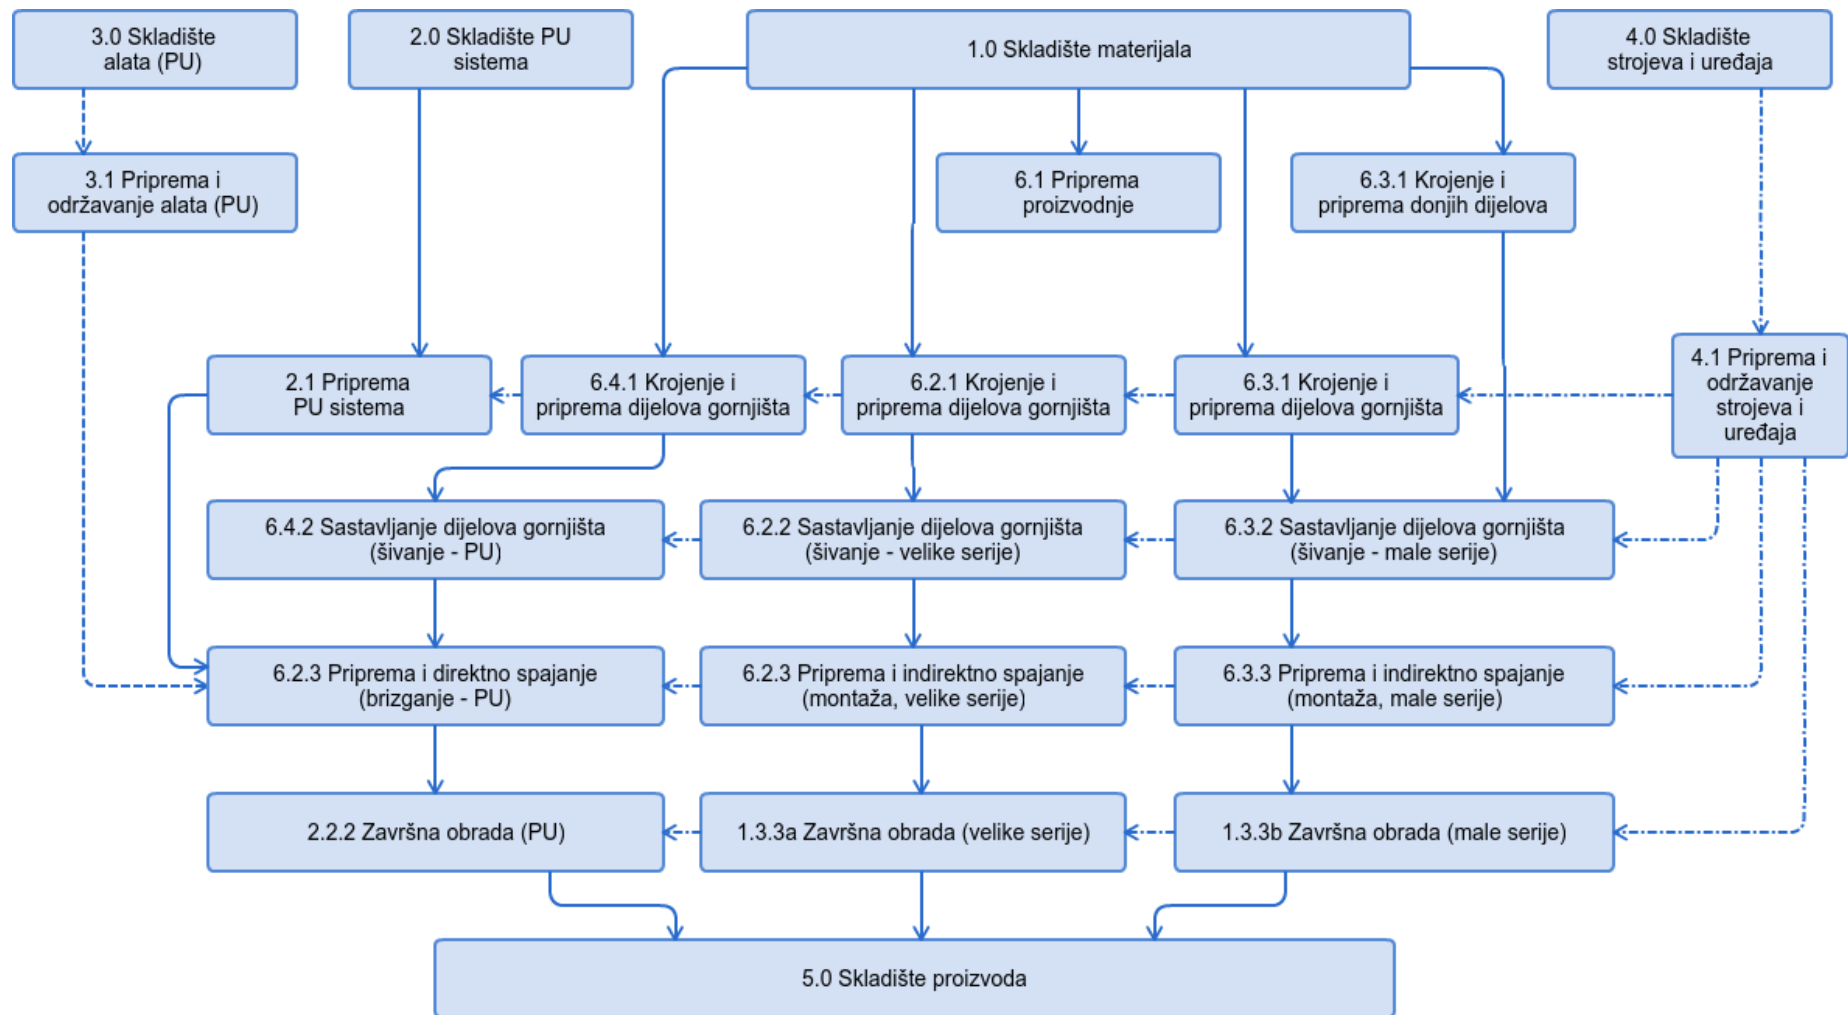 3.0 Skladište
alata (PU)
2.0 Skladište PU
sistema
1.0 Skladište materijala
4.0 Skladište
strojeva i uređaja
3.1 Priprema i
održavanje alata (PU)
6.1 Priprema
proizvodnje
6.3.1 Krojenje i
priprema donjih dijelova
2.1 Priprema
PU sistema
6.4.1 Krojenje i
priprema dijelova gornjišta
6.2.1 Krojenje i
priprema dijelova gornjišta
6.3.1 Krojenje i
priprema dijelova gornjišta
4.1 Priprema i
održavanje
strojeva i
uređaja
6.4.2 Sastavljanje dijelova gornjišta
(šivanje - PU)
6.2.2 Sastavljanje dijelova gornjišta
(šivanje - velike serije)
6.3.2 Sastavljanje dijelova gornjišta
(šivanje - male serije)
6.2.3 Priprema i direktno spajanje
(brizganje - PU)
6.2.3 Priprema i indirektno spajanje
(montaža, velike serije)
6.3.3 Priprema i indirektno spajanje
(montaža, male serije)
2.2.2 Završna obrada (PU)
1.3.3a Završna obrada (velike serije)
1.3.3b Završna obrada (male serije)
5.0 Skladište proizvoda